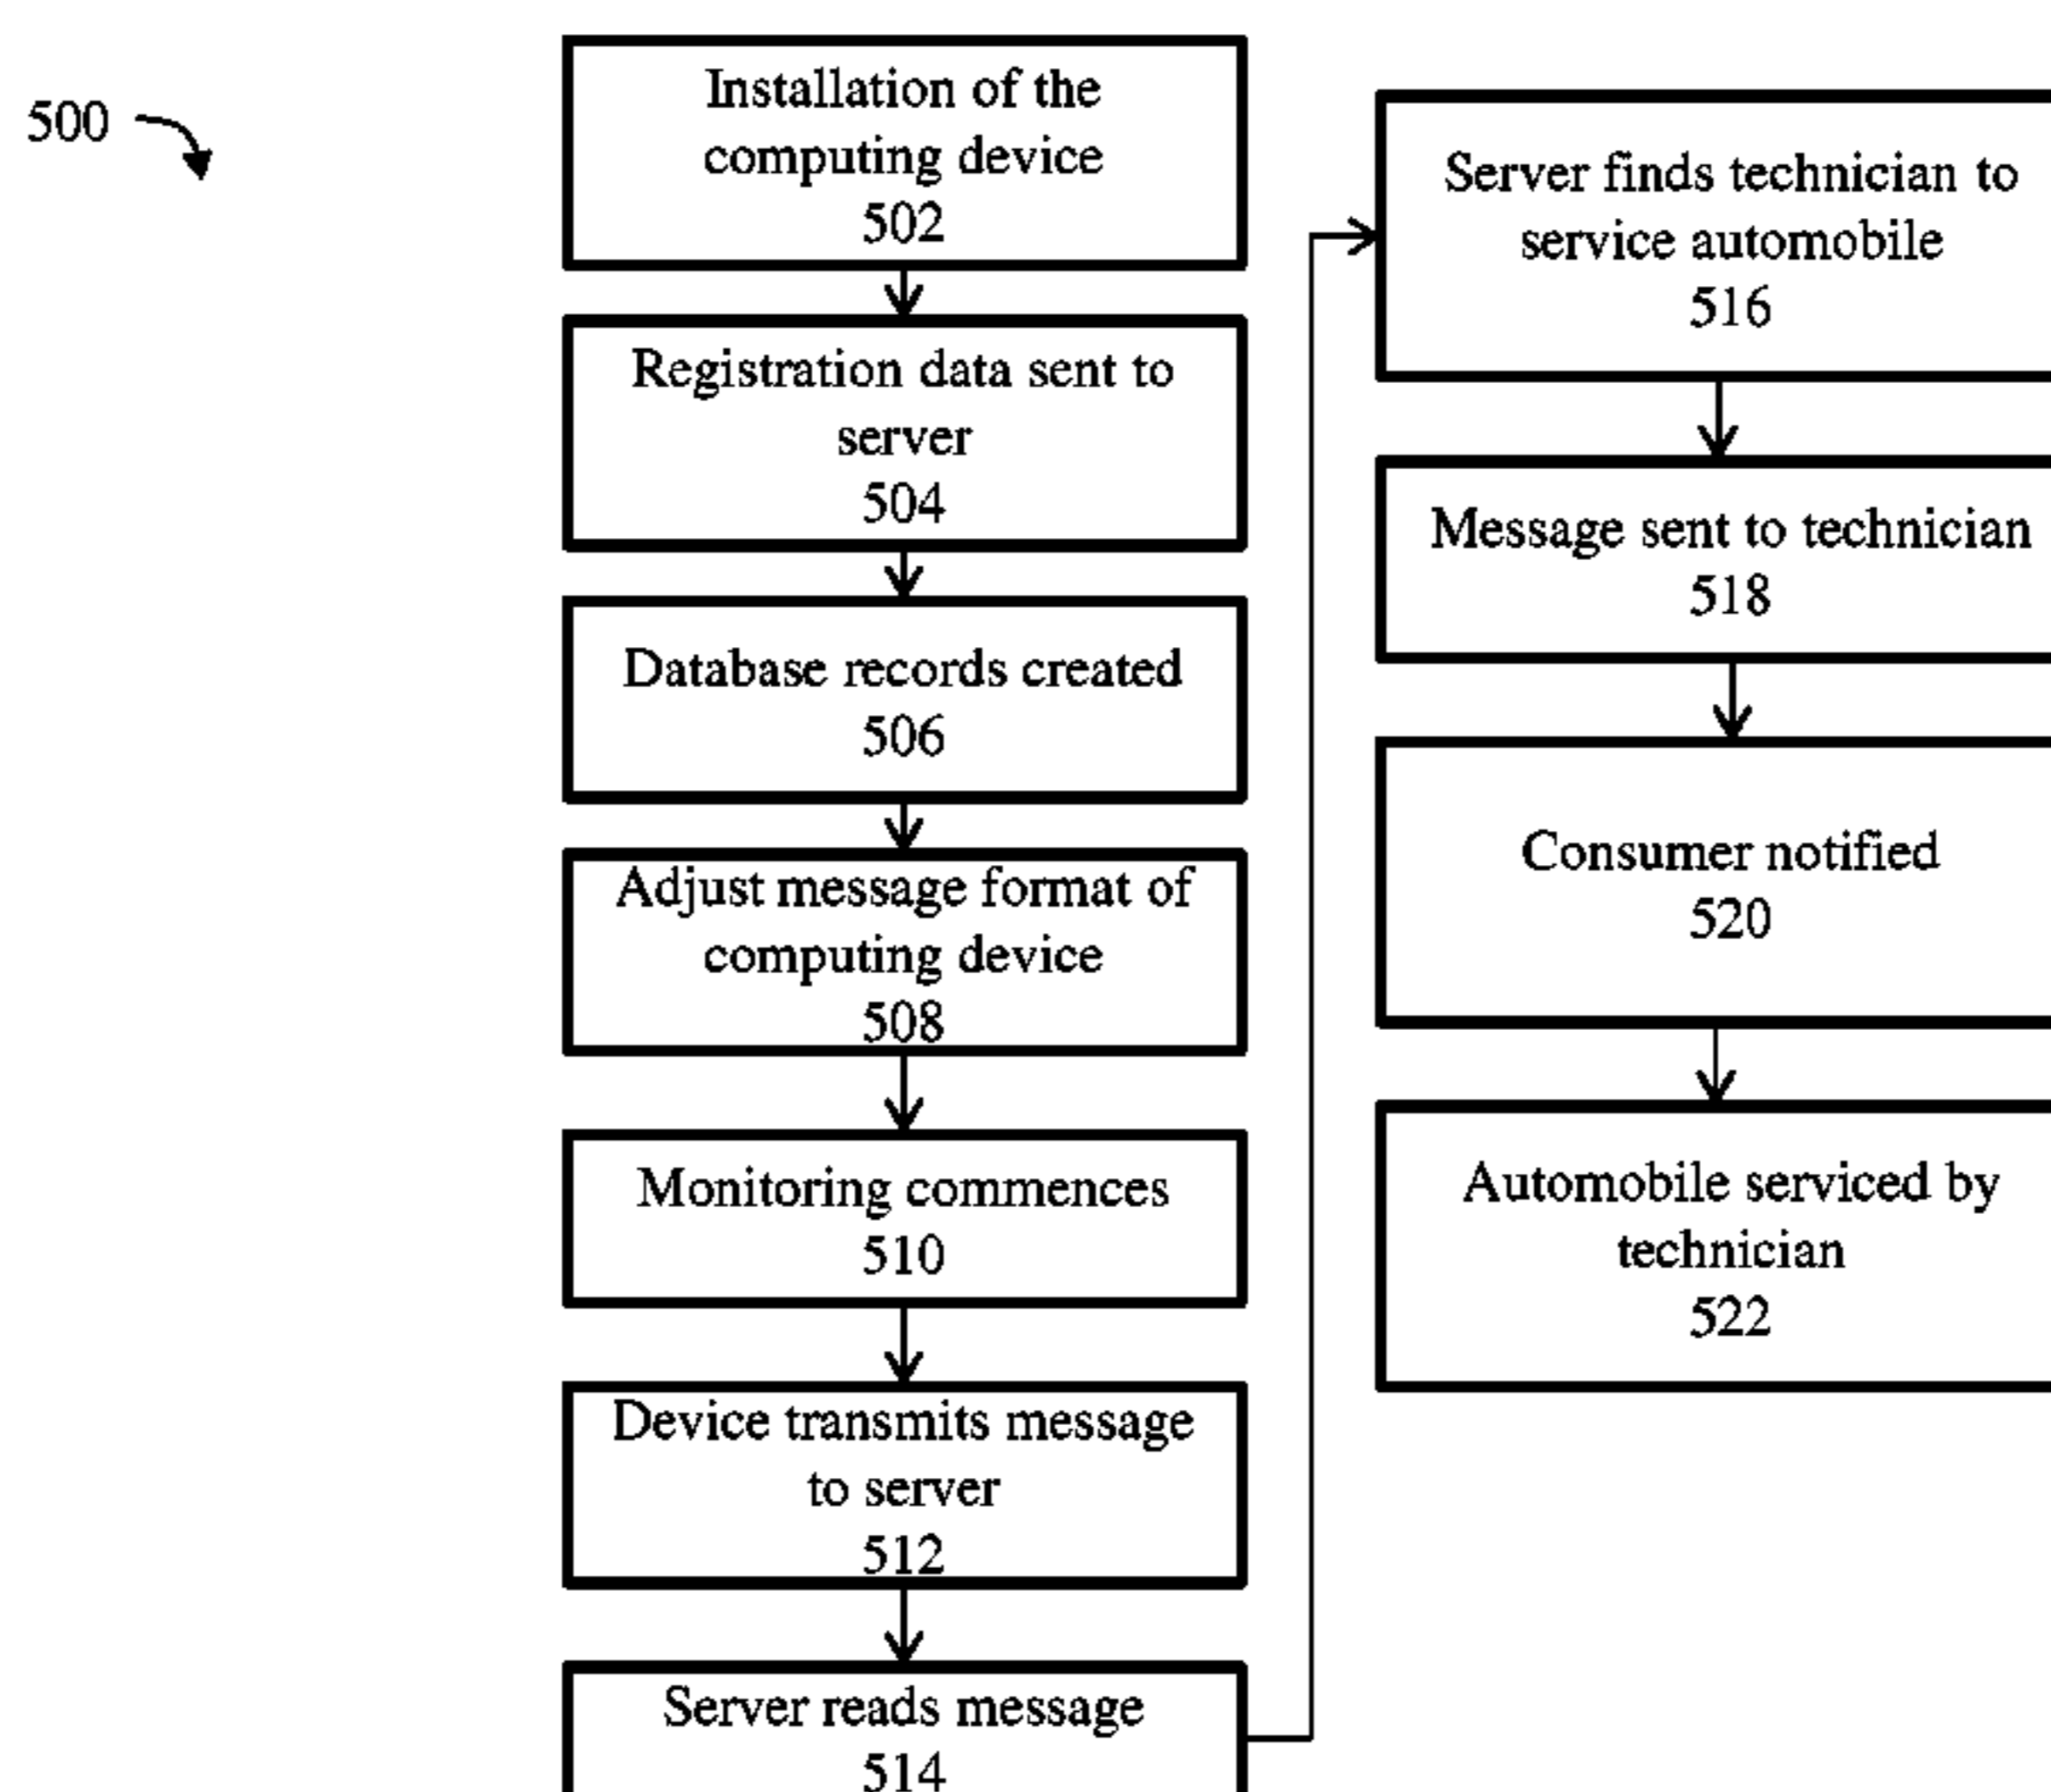 500
Installation of the
computing device
502
Registration data sent to
server
504
Database records created
506
Adjust message format of
computing device
508
Monitoring commences
510
Device transmits message
to server
512
Server reads message
514
Server finds technician to
service automobile
516
Message sent to technician
518
Consumer notified
520
Automobile serviced by
technician
522